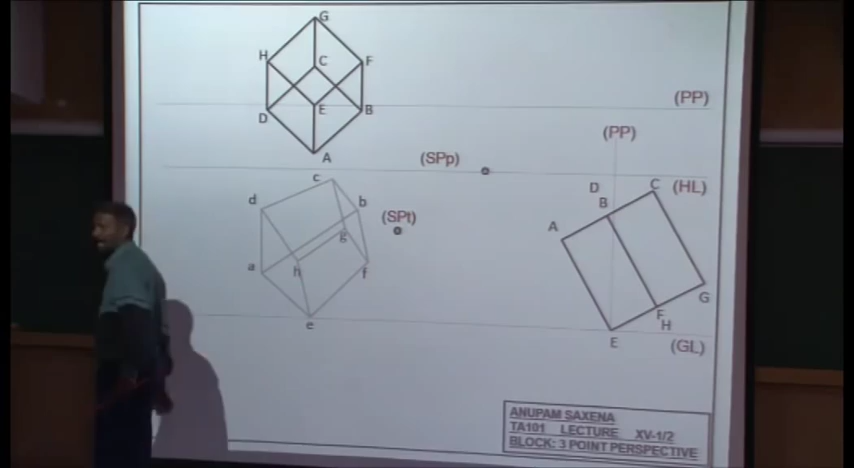 G
H
C
F
D
E
B
(PP)
A
(PP)
(SPp)
c
D
C (HL)
d
b
B
(SPt)
A
g
a
h
f
G
F
H
e
E
(GL)
ANUPAM SAXENA
TA101 LECTURE XV-1/2
BLOCK: 3 POINT PERSPECTIVE